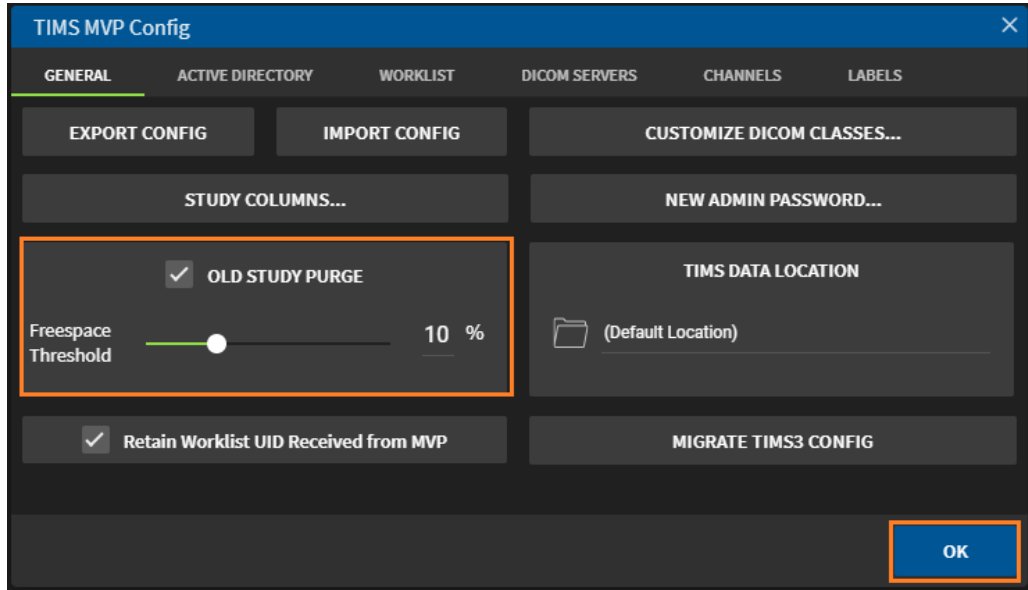 TIMS MVP Config
GENERAL ACTIVE DIRECTORY WORKLIST DICOM SERVERS CHANNELS LABELS
EXPORT CONFIG IMPORT CONFIG CUSTOMIZE DICOM CLASSES...
STUDY COLUMNS... NEW ADMIN PASSWORD...
OLD STUDY PURGE
Freespace
Threshold
10 %
TIMS DATA LOCATION
(Default Location)
Retain Worklist UID Received from MVP
MIGRATE TIMS3 CONFIG
OK